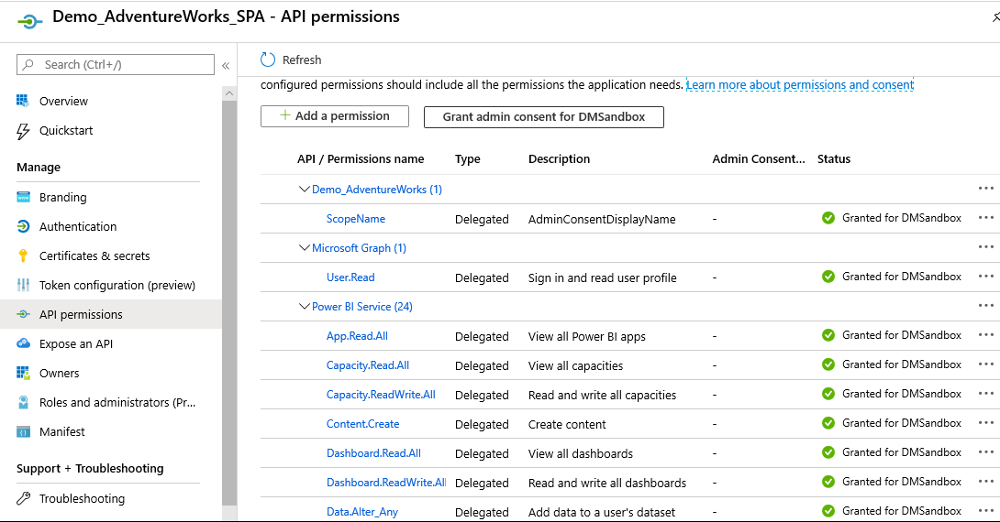 Demo_AdventureWorks_SPA - API permissions
Search (Ctrl+/)
«
Overview
Quickstart
Manage
Branding
Authentication
Certificates & secrets
Token configuration (preview)
API permissions
Expose an API
Owners
Roles and administrators (Pr...
Manifest
Support + Troubleshooting
Troubleshooting
Refresh
configured permissions should include all the permissions the application needs. Learn more about permissions and consent
+ Add a permission Grant admin consent for DMSandbox
API / Permissions name Type Description Admin Consent... Status
Demo_AdventureWorks (1) ...
ScopeName Delegated AdminConsentDisplayName - Granted for DMSandbox ...
Microsoft Graph (1) ...
User.Read Delegated Sign in and read user profile - Granted for DMSandbox ...
Power BI Service (24) ...
App.Read.All Delegated View all Power BI apps - Granted for DMSandbox ...
Capacity.Read.All Delegated View all capacities - Granted for DMSandbox ...
Capacity.ReadWrite.All Delegated Read and write all capacities - Granted for DMSandbox ...
Content.Create Delegated Create content - Granted for DMSandbox ...
Dashboard.Read.All Delegated View all dashboards - Granted for DMSandbox ...
Dashboard.ReadWrite.All Delegated Read and write all dashboards - Granted for DMSandbox ...
Data.Alter_Any Delegated Add data to a user's dataset - Granted for DMSandbox ...